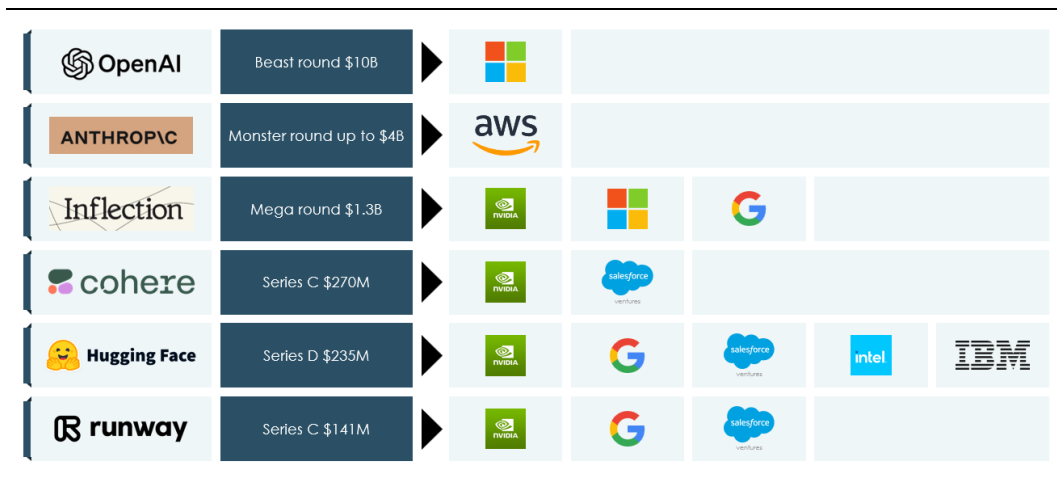 OpenAI
Beast round $10B
ANTHROP\C
Monster round up to $4B
aws
Inflection
Mega round $1.3B
NVIDIA
cohere
Series C $270M
NVIDIA
salesforce
ventures
Hugging Face
Series D $235M
NVIDIA
salesforce
ventures
intel
IBM
runway
Series C $141M
NVIDIA
salesforce
ventures